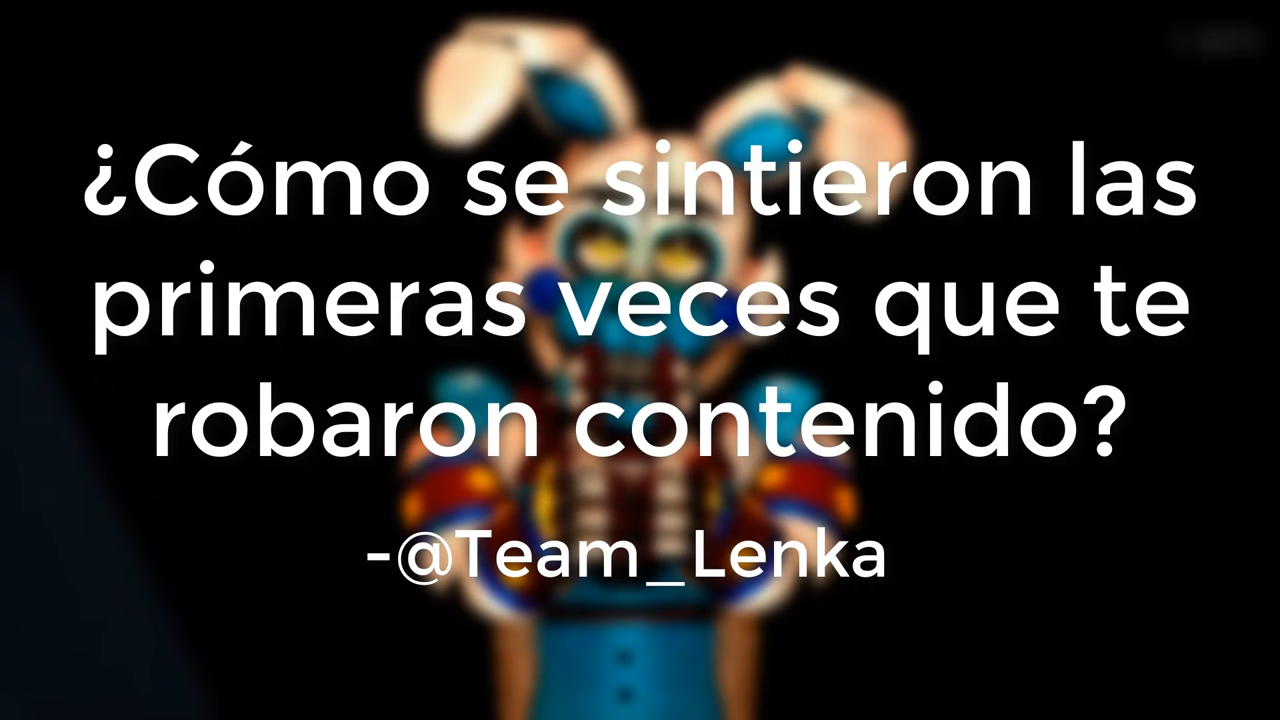 ¿Cómo se sintieron las
primeras veces que te
robaron contenido?
-@Team_Lenka